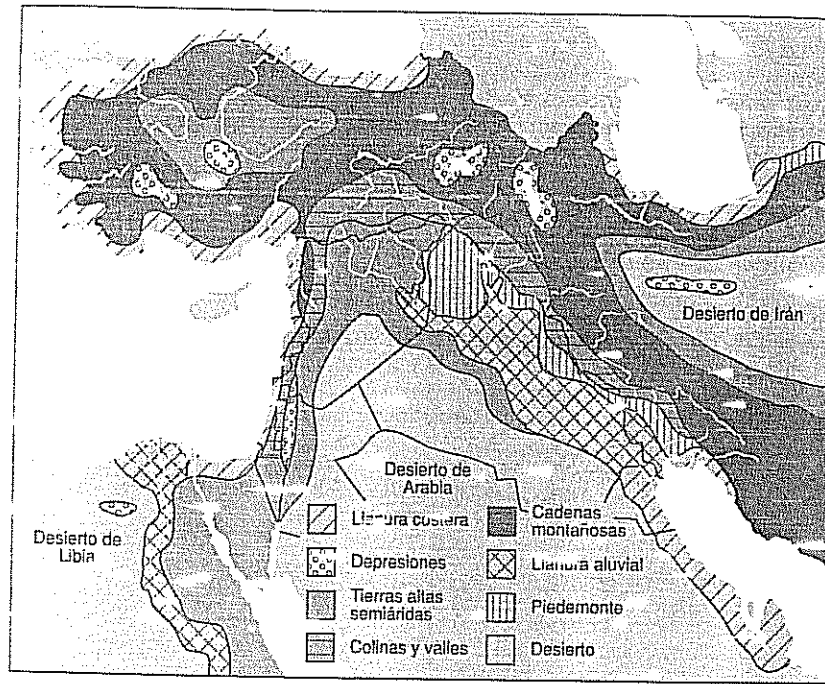 Desierto de Irán
Desierto de
Arabia
Desierto de
Libia
Llanura costera
Depresiones
Tierras altas
semiáridas
Colinas y valles
Cadenas
montañosas
Llanura aluvial
Piedemonte
Desierto